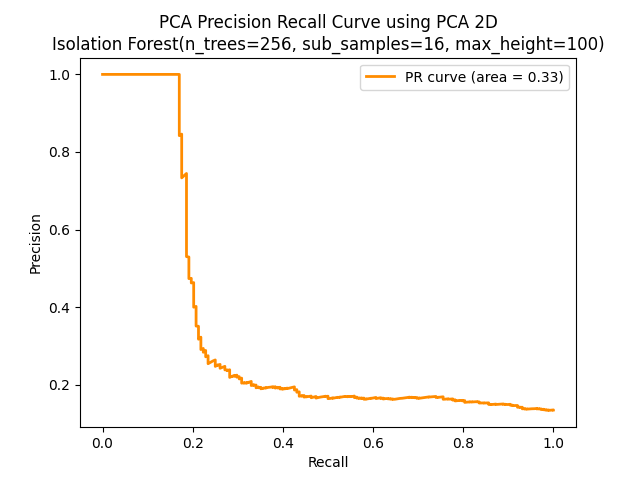 PCA Precision Recall Curve using PCA 2D
Isolation Forest(n_trees=256, sub_samples=16, max_height=100)
PR curve (area = 0.33)
1.0
0.8
0.6
0.4
0.2
Precision
0.0 0.2 0.4 0.6 0.8 1.0
Recall